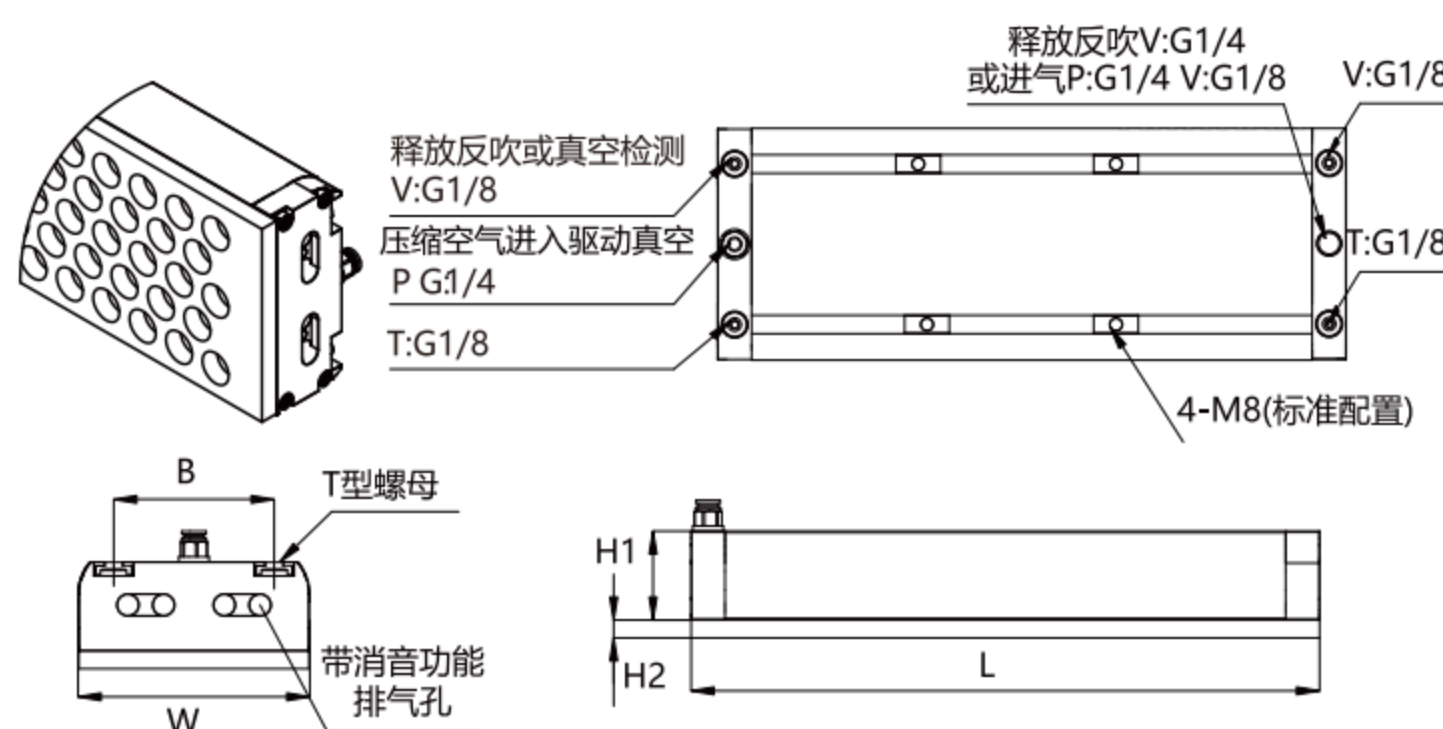 释放反吹V:G1/4
或进气P:G1/4 V:G1/8
V:G1/8
释放反吹或真空检测
V:G1/8
压缩空气进入驱动真空
P G:1/4
T:G1/8
T:G1/8
4-M8(标准配置)
B
T型螺母
H1
H2
L
带消音功能
排气孔
W